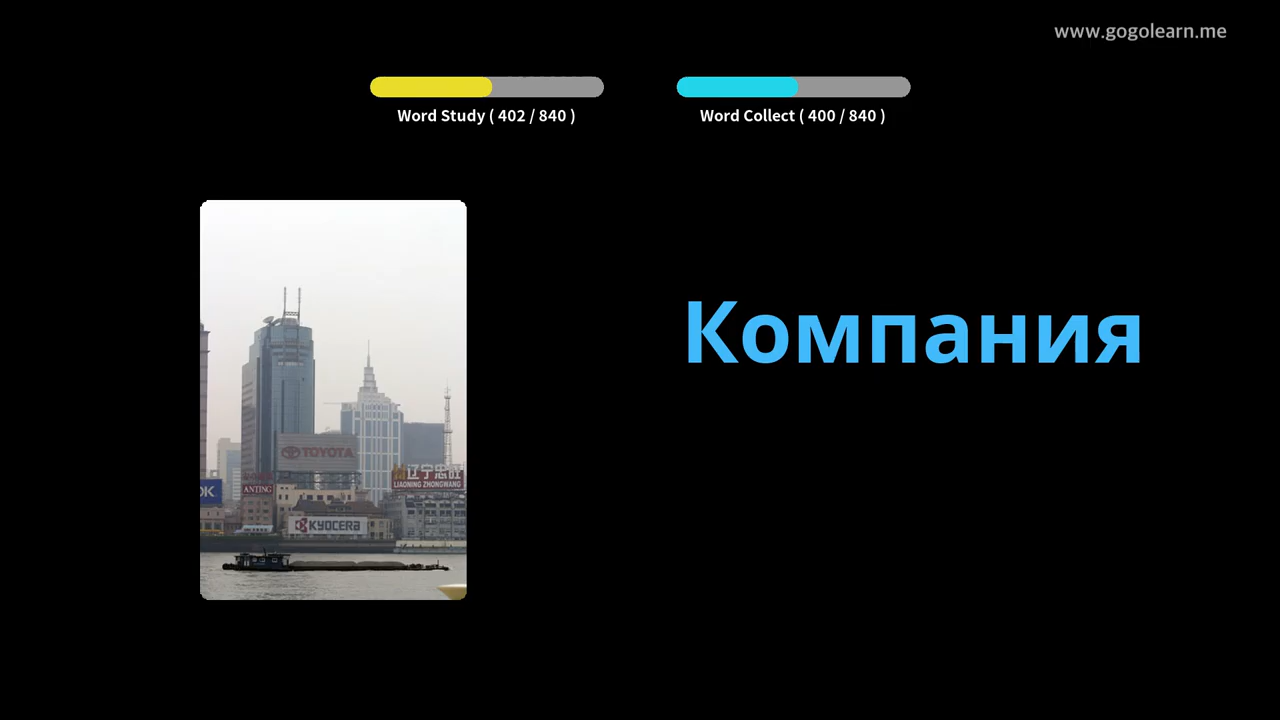 www.gogolearn.me
Word Study ( 402 / 840 )
Word Collect ( 400 / 840 )
Компания
TOYOTA
辽宁忠旺
LIAONING ZHONGWANG
OK
ANTING
KYOCERA